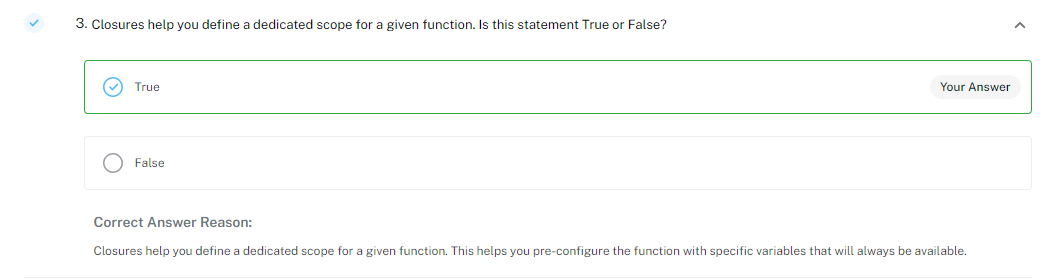 3. Closures help you define a dedicated scope for a given function. Is this statement True or False?
True
Your Answer
False
Correct Answer Reason:
Closures help you define a dedicated scope for a given function. This helps you pre-configure the function with specific variables that will always be available.